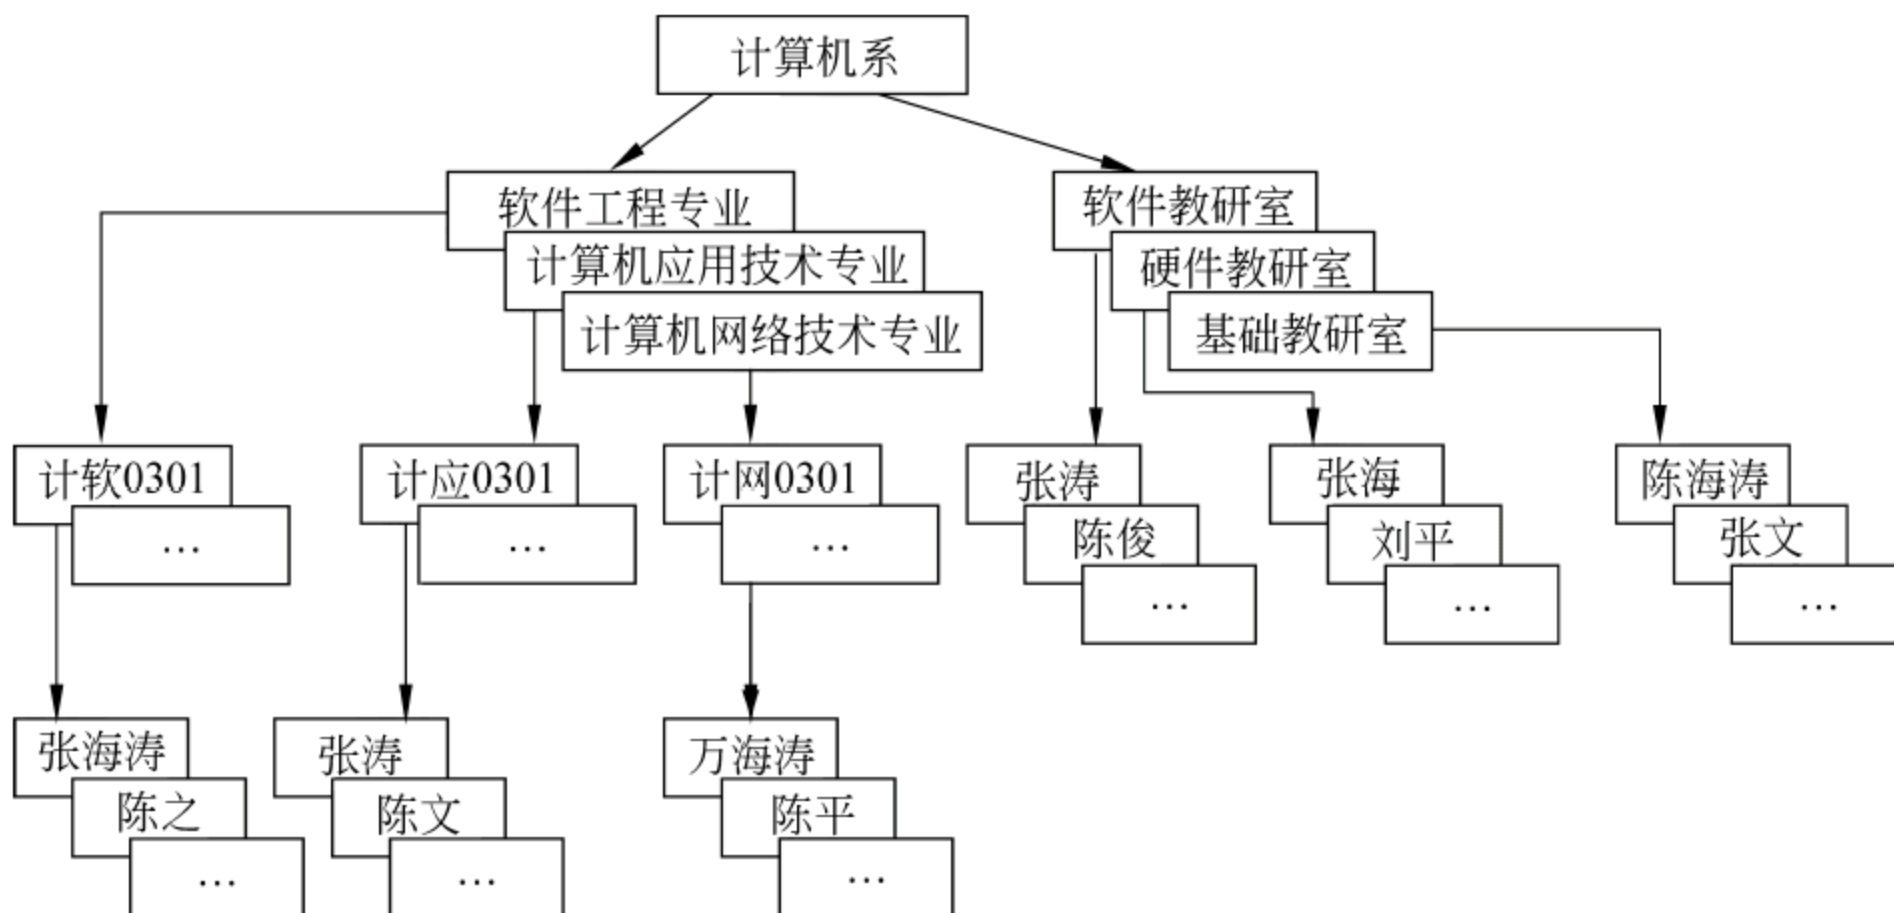 计算机系
软件工程专业
计算机应用技术专业
计算机网络技术专业
软件教研室
硬件教研室
基础教研室
计软0301
…
计应0301
…
计网0301
…
张涛
陈俊
…
张海
刘平
…
陈海涛
张文
…
张海涛
陈之
…
张涛
陈文
…
万海涛
陈平
…